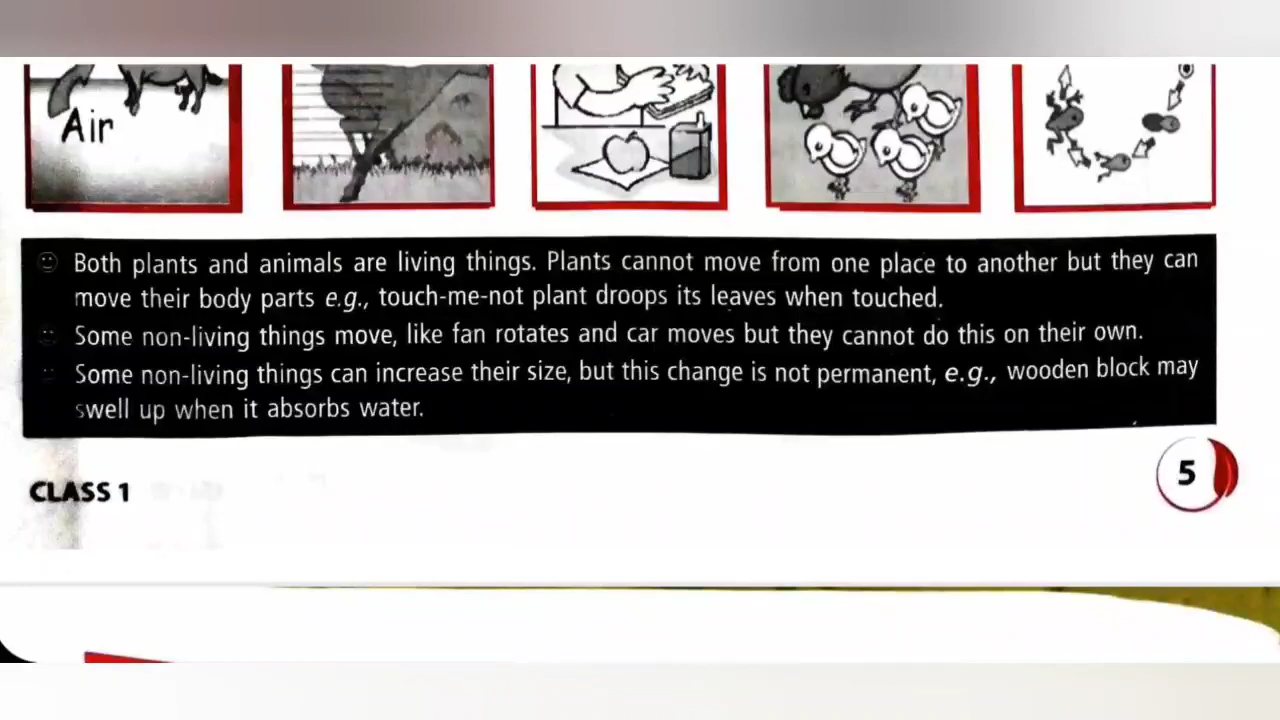 Air
Both plants and animals are living things. Plants cannot move from one place to another but they can
move their body parts e.g., touch-me-not plant droops its leaves when touched.
Some non-living things move, like fan rotates and car moves but they cannot do this on their own.
Some non-living things can increase their size, but this change is not permanent, e.g., wooden block may
swell up when it absorbs water.
CLASS 1
5